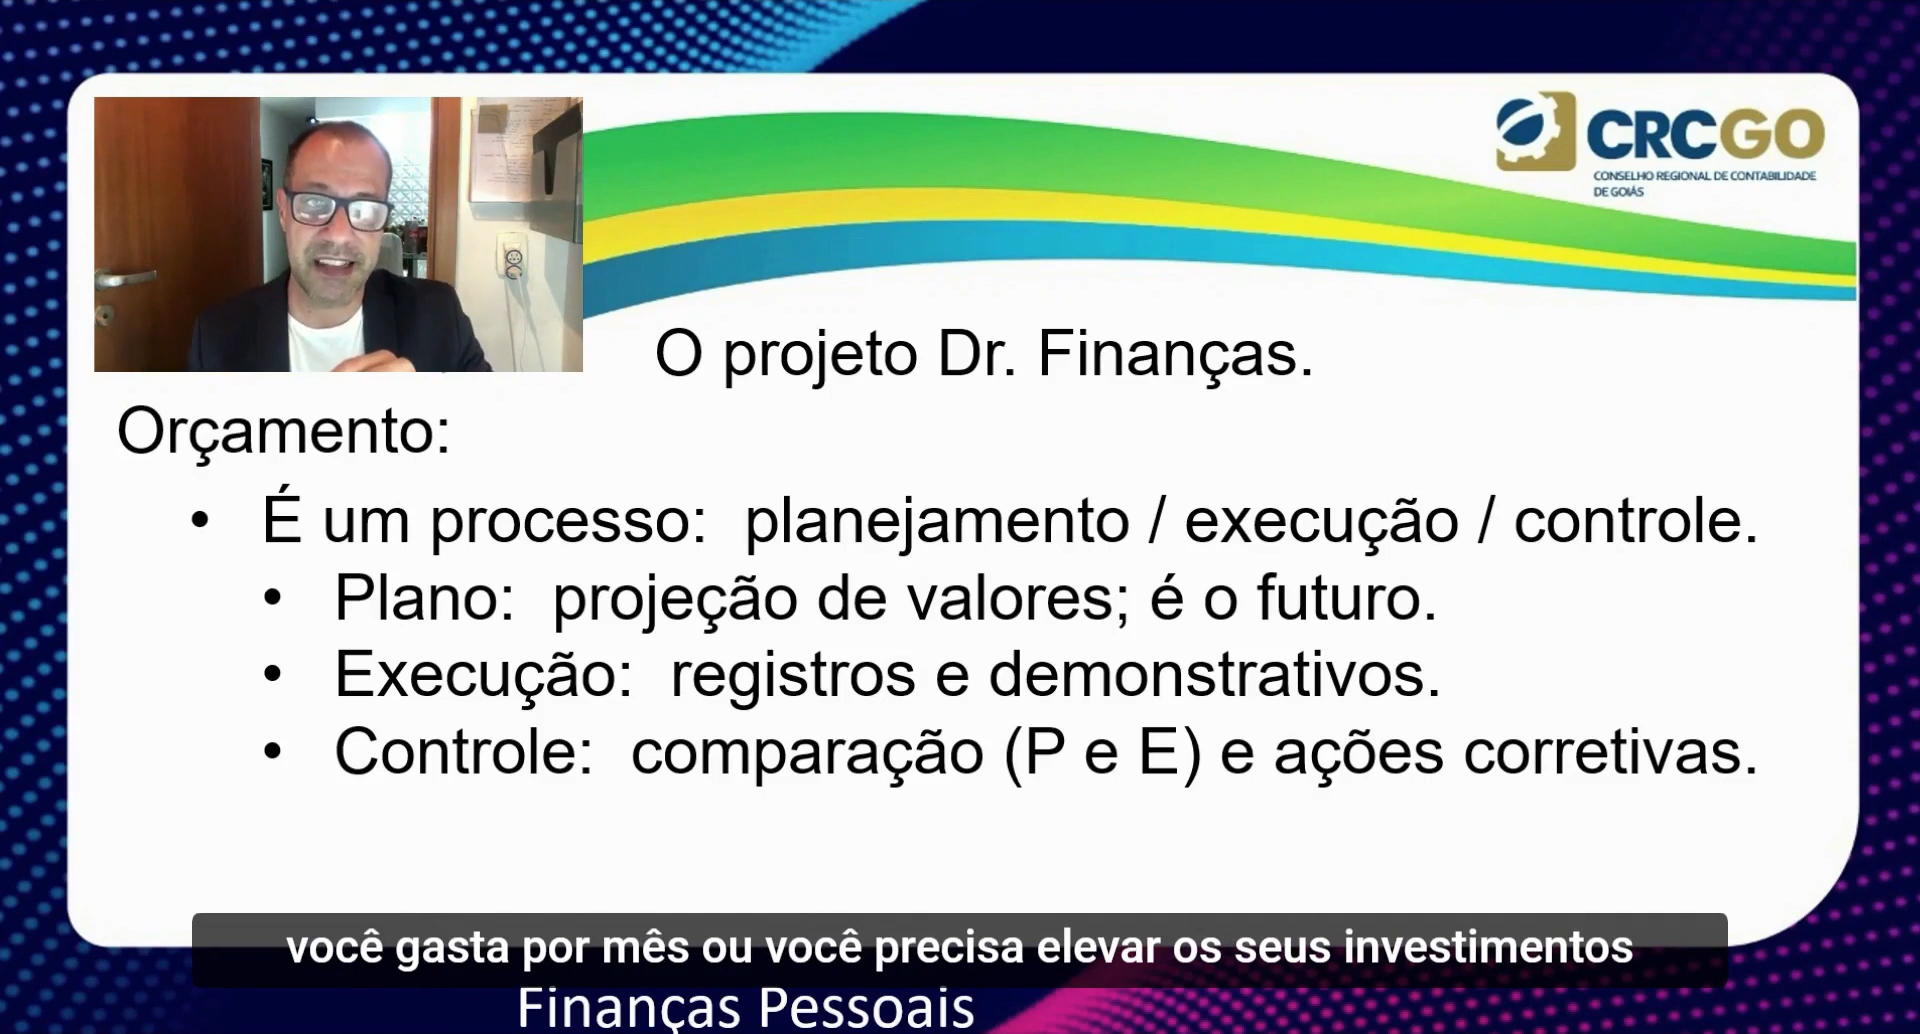 CRCGO
CONSELHO REGIONAL DE CONTABILIDADE
DE GOIÁS
O projeto Dr. Finanças.
Orçamento:
• É um processo: planejamento / execução / controle.
• Plano: projeção de valores; é o futuro.
• Execução: registros e demonstrativos.
• Controle: comparação (P e E) e ações corretivas.
você gasta por mês ou você precisa elevar os seus investimentos
Finanças Pessoais